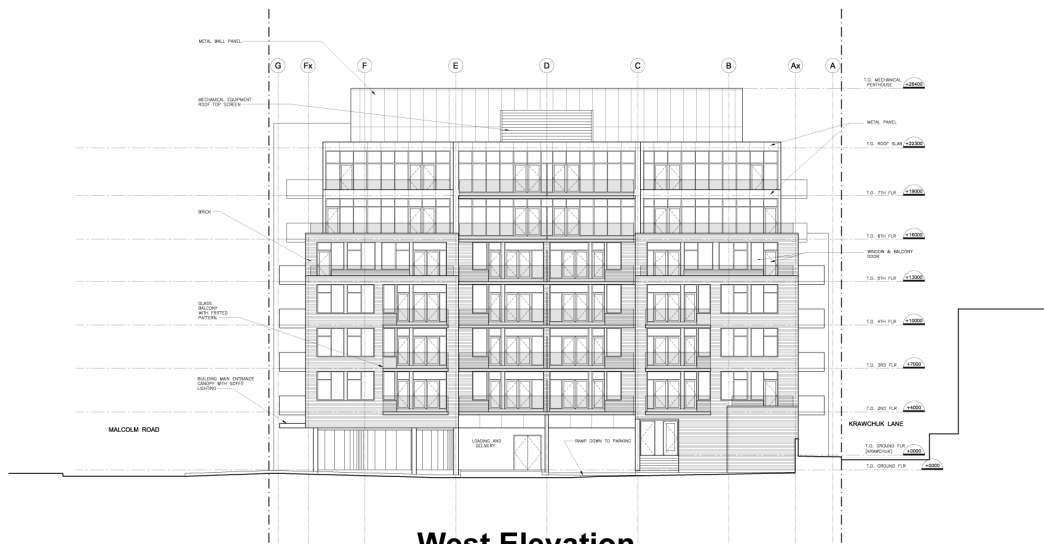 METAL WALL PANEL
G Fx F E D C B Ax A
T.O. MECHANICAL
PENTHOUSE +26400
MECHANICAL EQUIPMENT
ROOF TOP SCREEN
METAL PANEL
T.O. ROOF SLAB +22300
T.O. 7TH FLR +19000
BRICK
T.O. 6TH FLR +16000
WINDOW & BALCONY
DOOR
T.O. 5TH FLR +13000
GLASS
BALCONY
WITH FRITTED
PATTERN
T.O. 4TH FLR +10000
T.O. 3RD FLR +7000
BUILDING MAIN ENTRANCE
CANOPY WITH SOFFIT
LIGHTING
T.O. 2ND FLR +4000
MALCOLM ROAD
KRAWCHUK LANE
LOADING AND
DELIVERY
RAMP DOWN TO PARKING
T.O. GROUND FLR
(KRAWCHUK) +0000
T.O. GROUND FLR
West Elevation